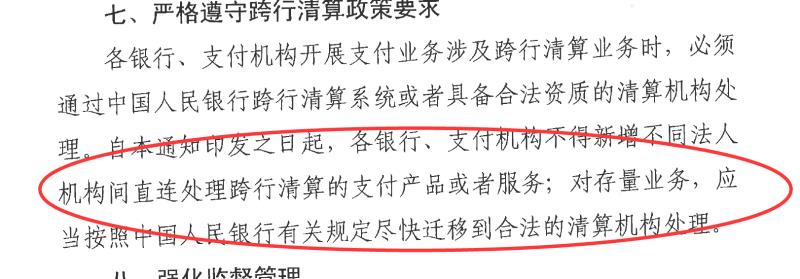 七、严格遵守跨行清算政策要求
各银行、支付机构开展支付业务涉及跨行清算业务时，必须
通过中国人民银行跨行清算系统或者具备合法资质的清算机构处
理。自本通知印发之日起，各银行、支付机构不得新增不同法人
机构间直连处理跨行清算的支付产品或者服务；对存量业务，应
当按照中国人民银行有关规定尽快迁移到合法的清算机构处理。
八、强化监督管理